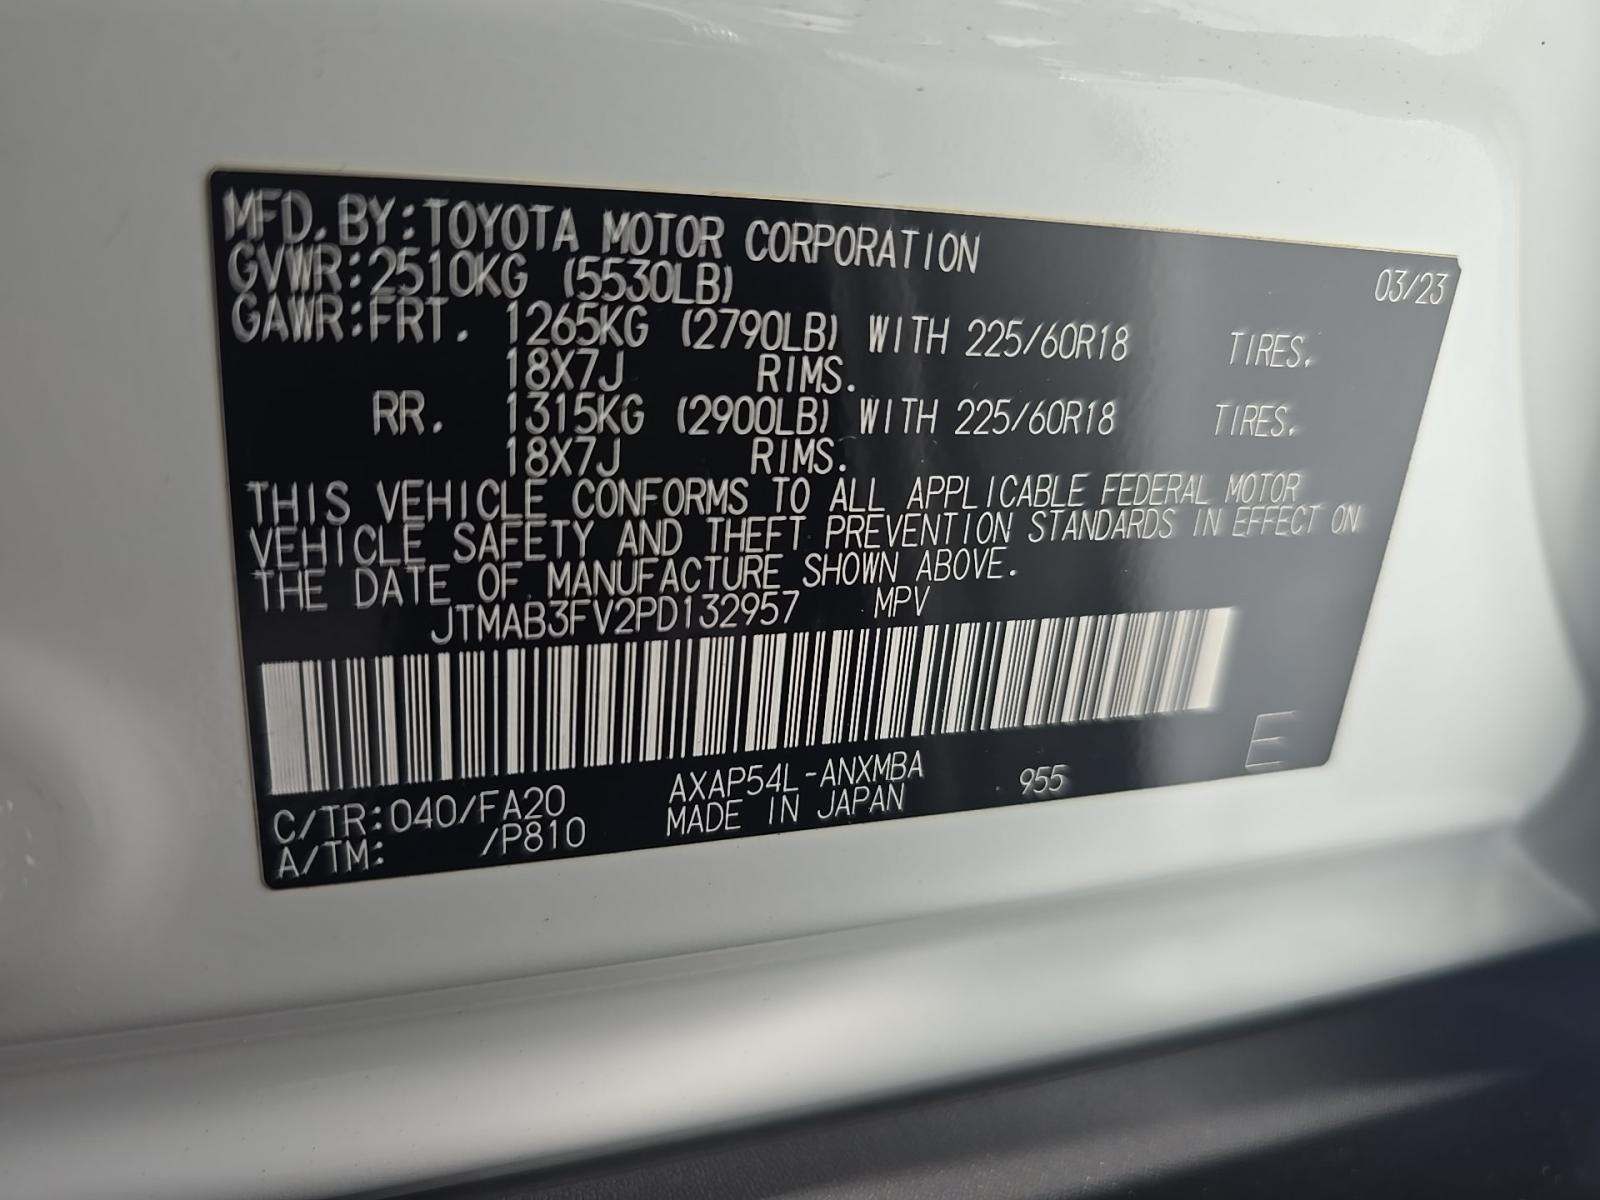 MFD. BY: TOYOTA MOTOR CORPORATION 03/23
GVWR: 2510KG (5530LB)
GAWR: FRT. 1265KG (2790LB) WITH 225/60R18 TIRES.
18X7J RIMS.
RR. 1315KG (2900LB) WITH 225/60R18 TIRES.
18X7J RIMS.
THIS VEHICLE CONFORMS TO ALL APPLICABLE FEDERAL MOTOR
VEHICLE SAFETY AND THEFT PREVENTION STANDARDS IN EFFECT ON
THE DATE OF MANUFACTURE SHOWN ABOVE.
JTMAB3FV2PD132957 MPV
C/TR: 040/FA20 AXAP54L-ANXMBA 955 E
A/TM: /P810 MADE IN JAPAN